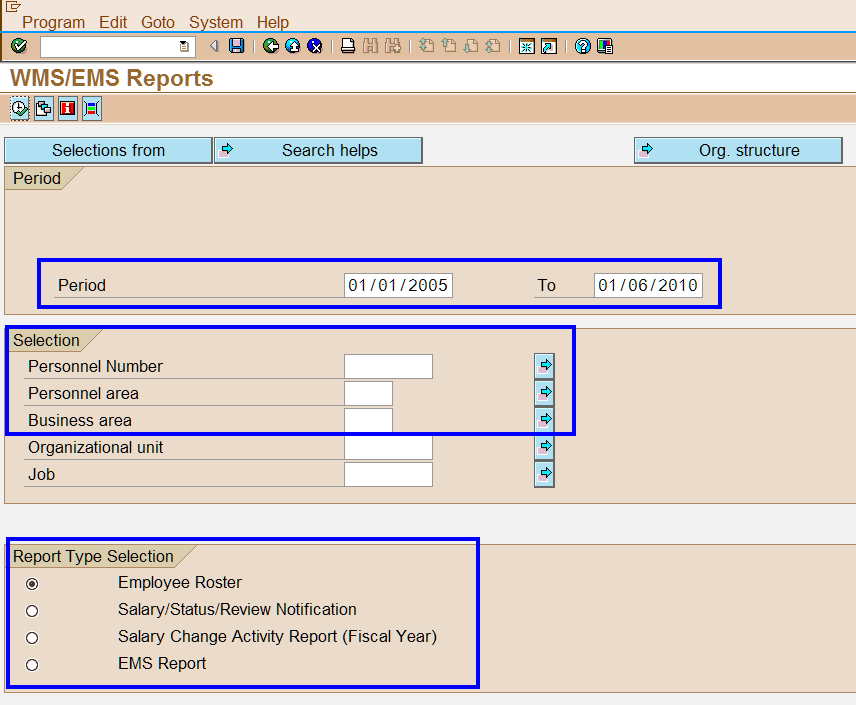 Program Edit Goto System Help
WMS/EMS Reports
Selections from Search helps Org. structure
Period
Period 01/01/2005 To 01/06/2010
Selection
Personnel Number
Personnel area
Business area
Organizational unit
Job
Report Type Selection
Employee Roster
Salary/Status/Review Notification
Salary Change Activity Report (Fiscal Year)
EMS Report